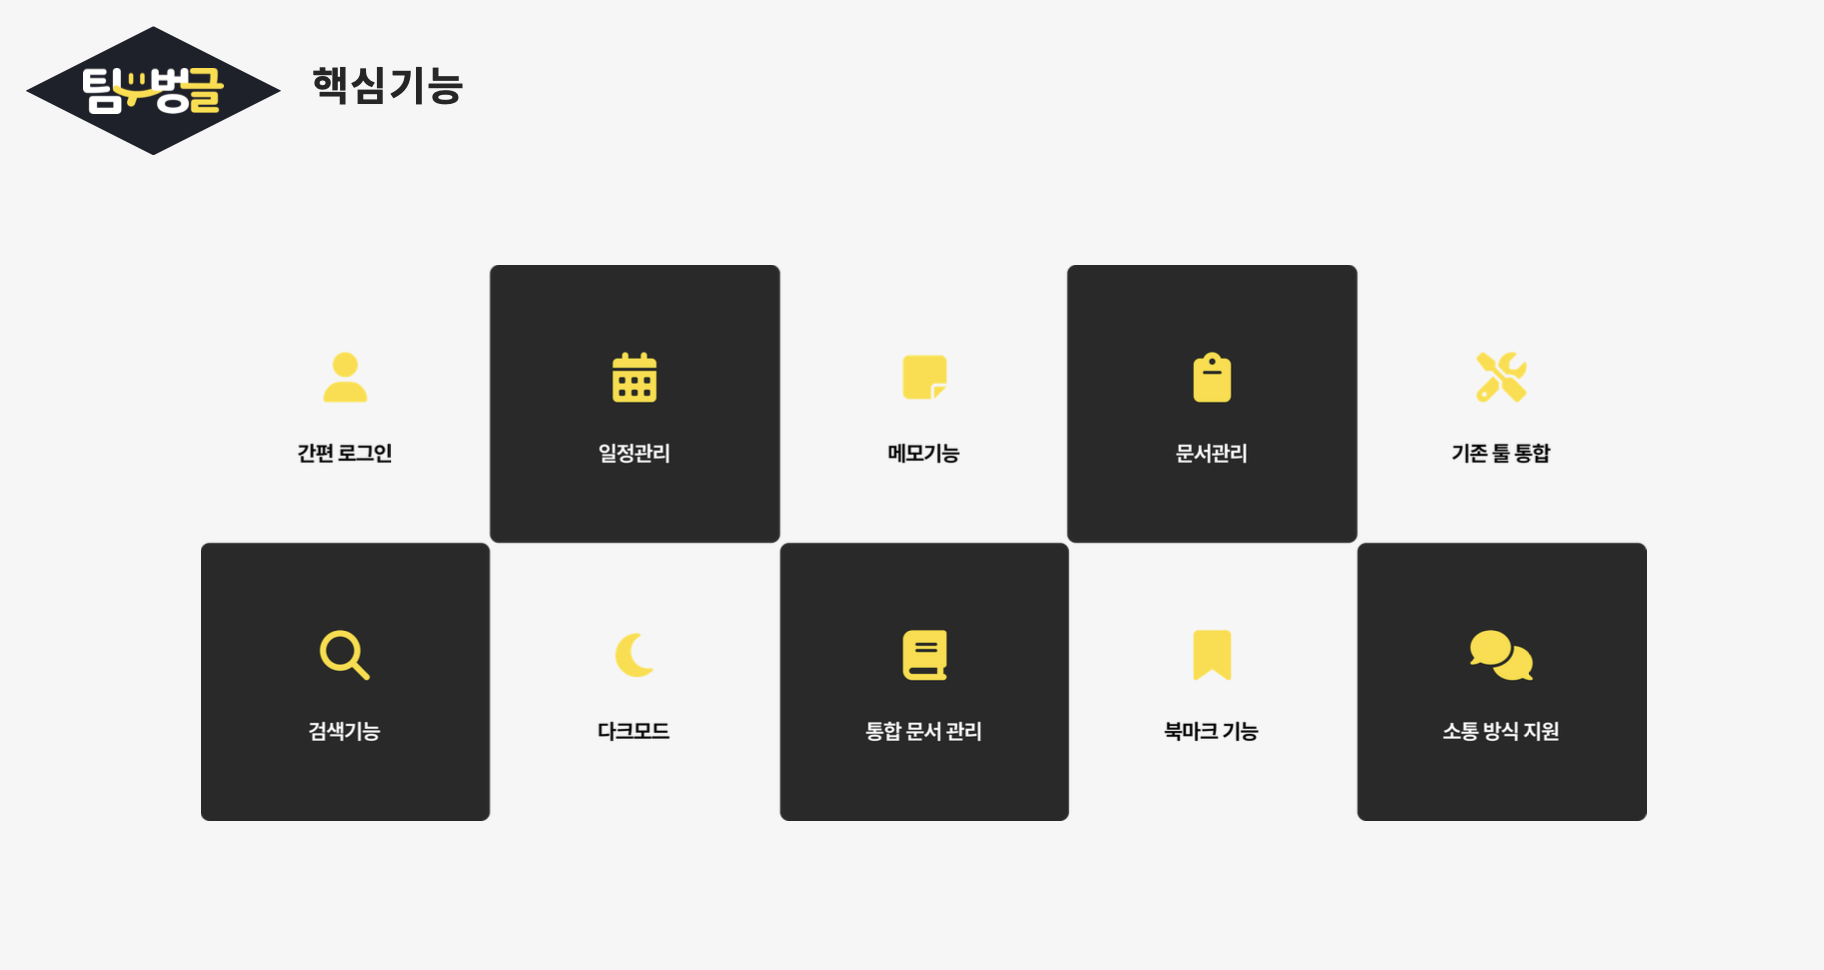 팀벙글
핵심기능
간편 로그인
일정관리
메모기능
문서관리
기존 툴 통합
검색기능
다크모드
통합 문서 관리
북마크 기능
소통 방식 지원